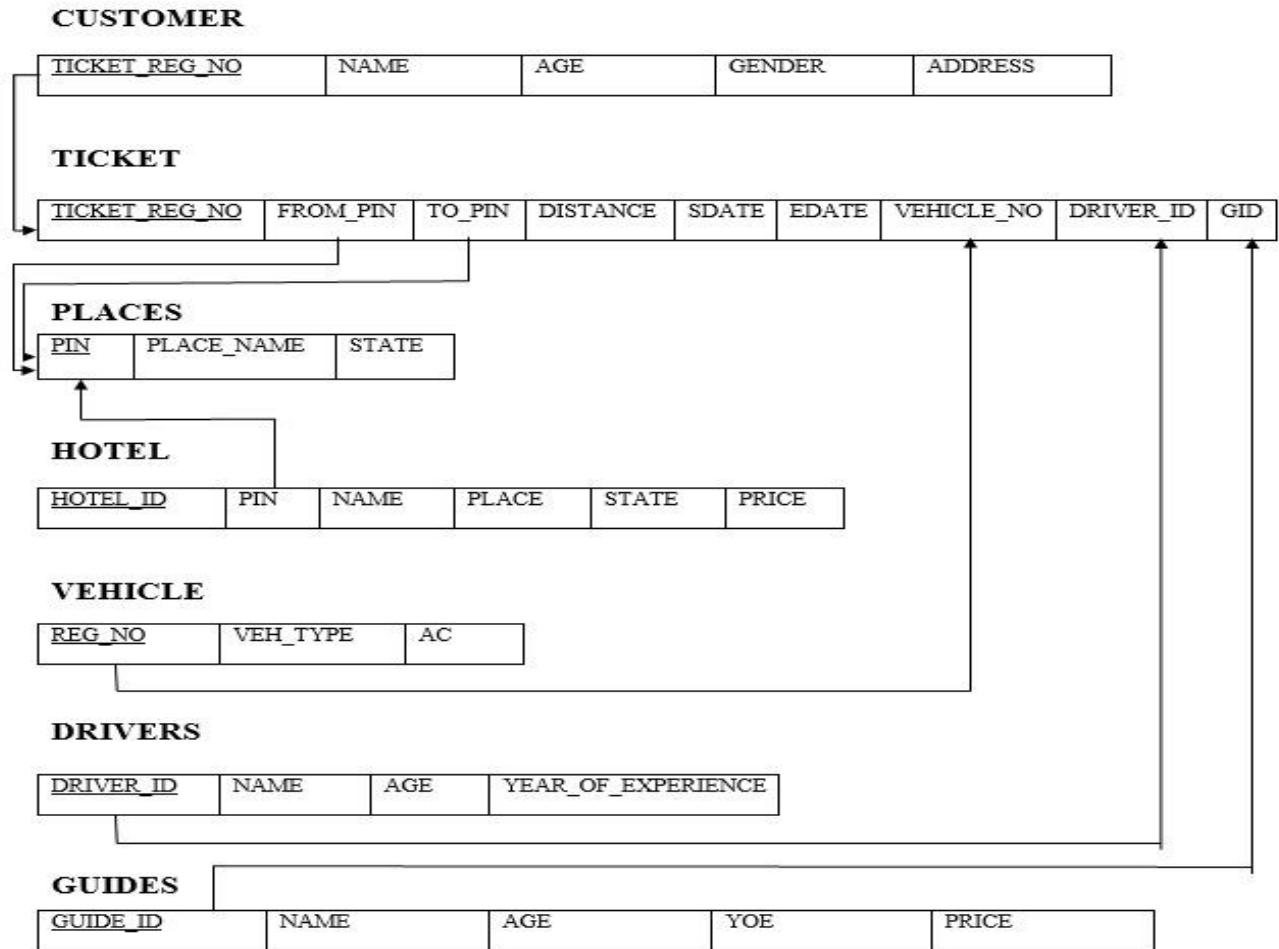 CUSTOMER
TICKET_REG_NO NAME AGE GENDER ADDRESS
TICKET
TICKET_REG_NO FROM_PIN TO_PIN DISTANCE SDATE EDATE VEHICLE_NO DRIVER_ID GID
PLACES
PIN PLACE_NAME STATE
HOTEL
HOTEL_ID PIN NAME PLACE STATE PRICE
VEHICLE
REG_NO VEH_TYPE AC
DRIVERS
DRIVER_ID NAME AGE YEAR_OF_EXPERIENCE
GUIDES
GUIDE_ID NAME AGE YOE PRICE